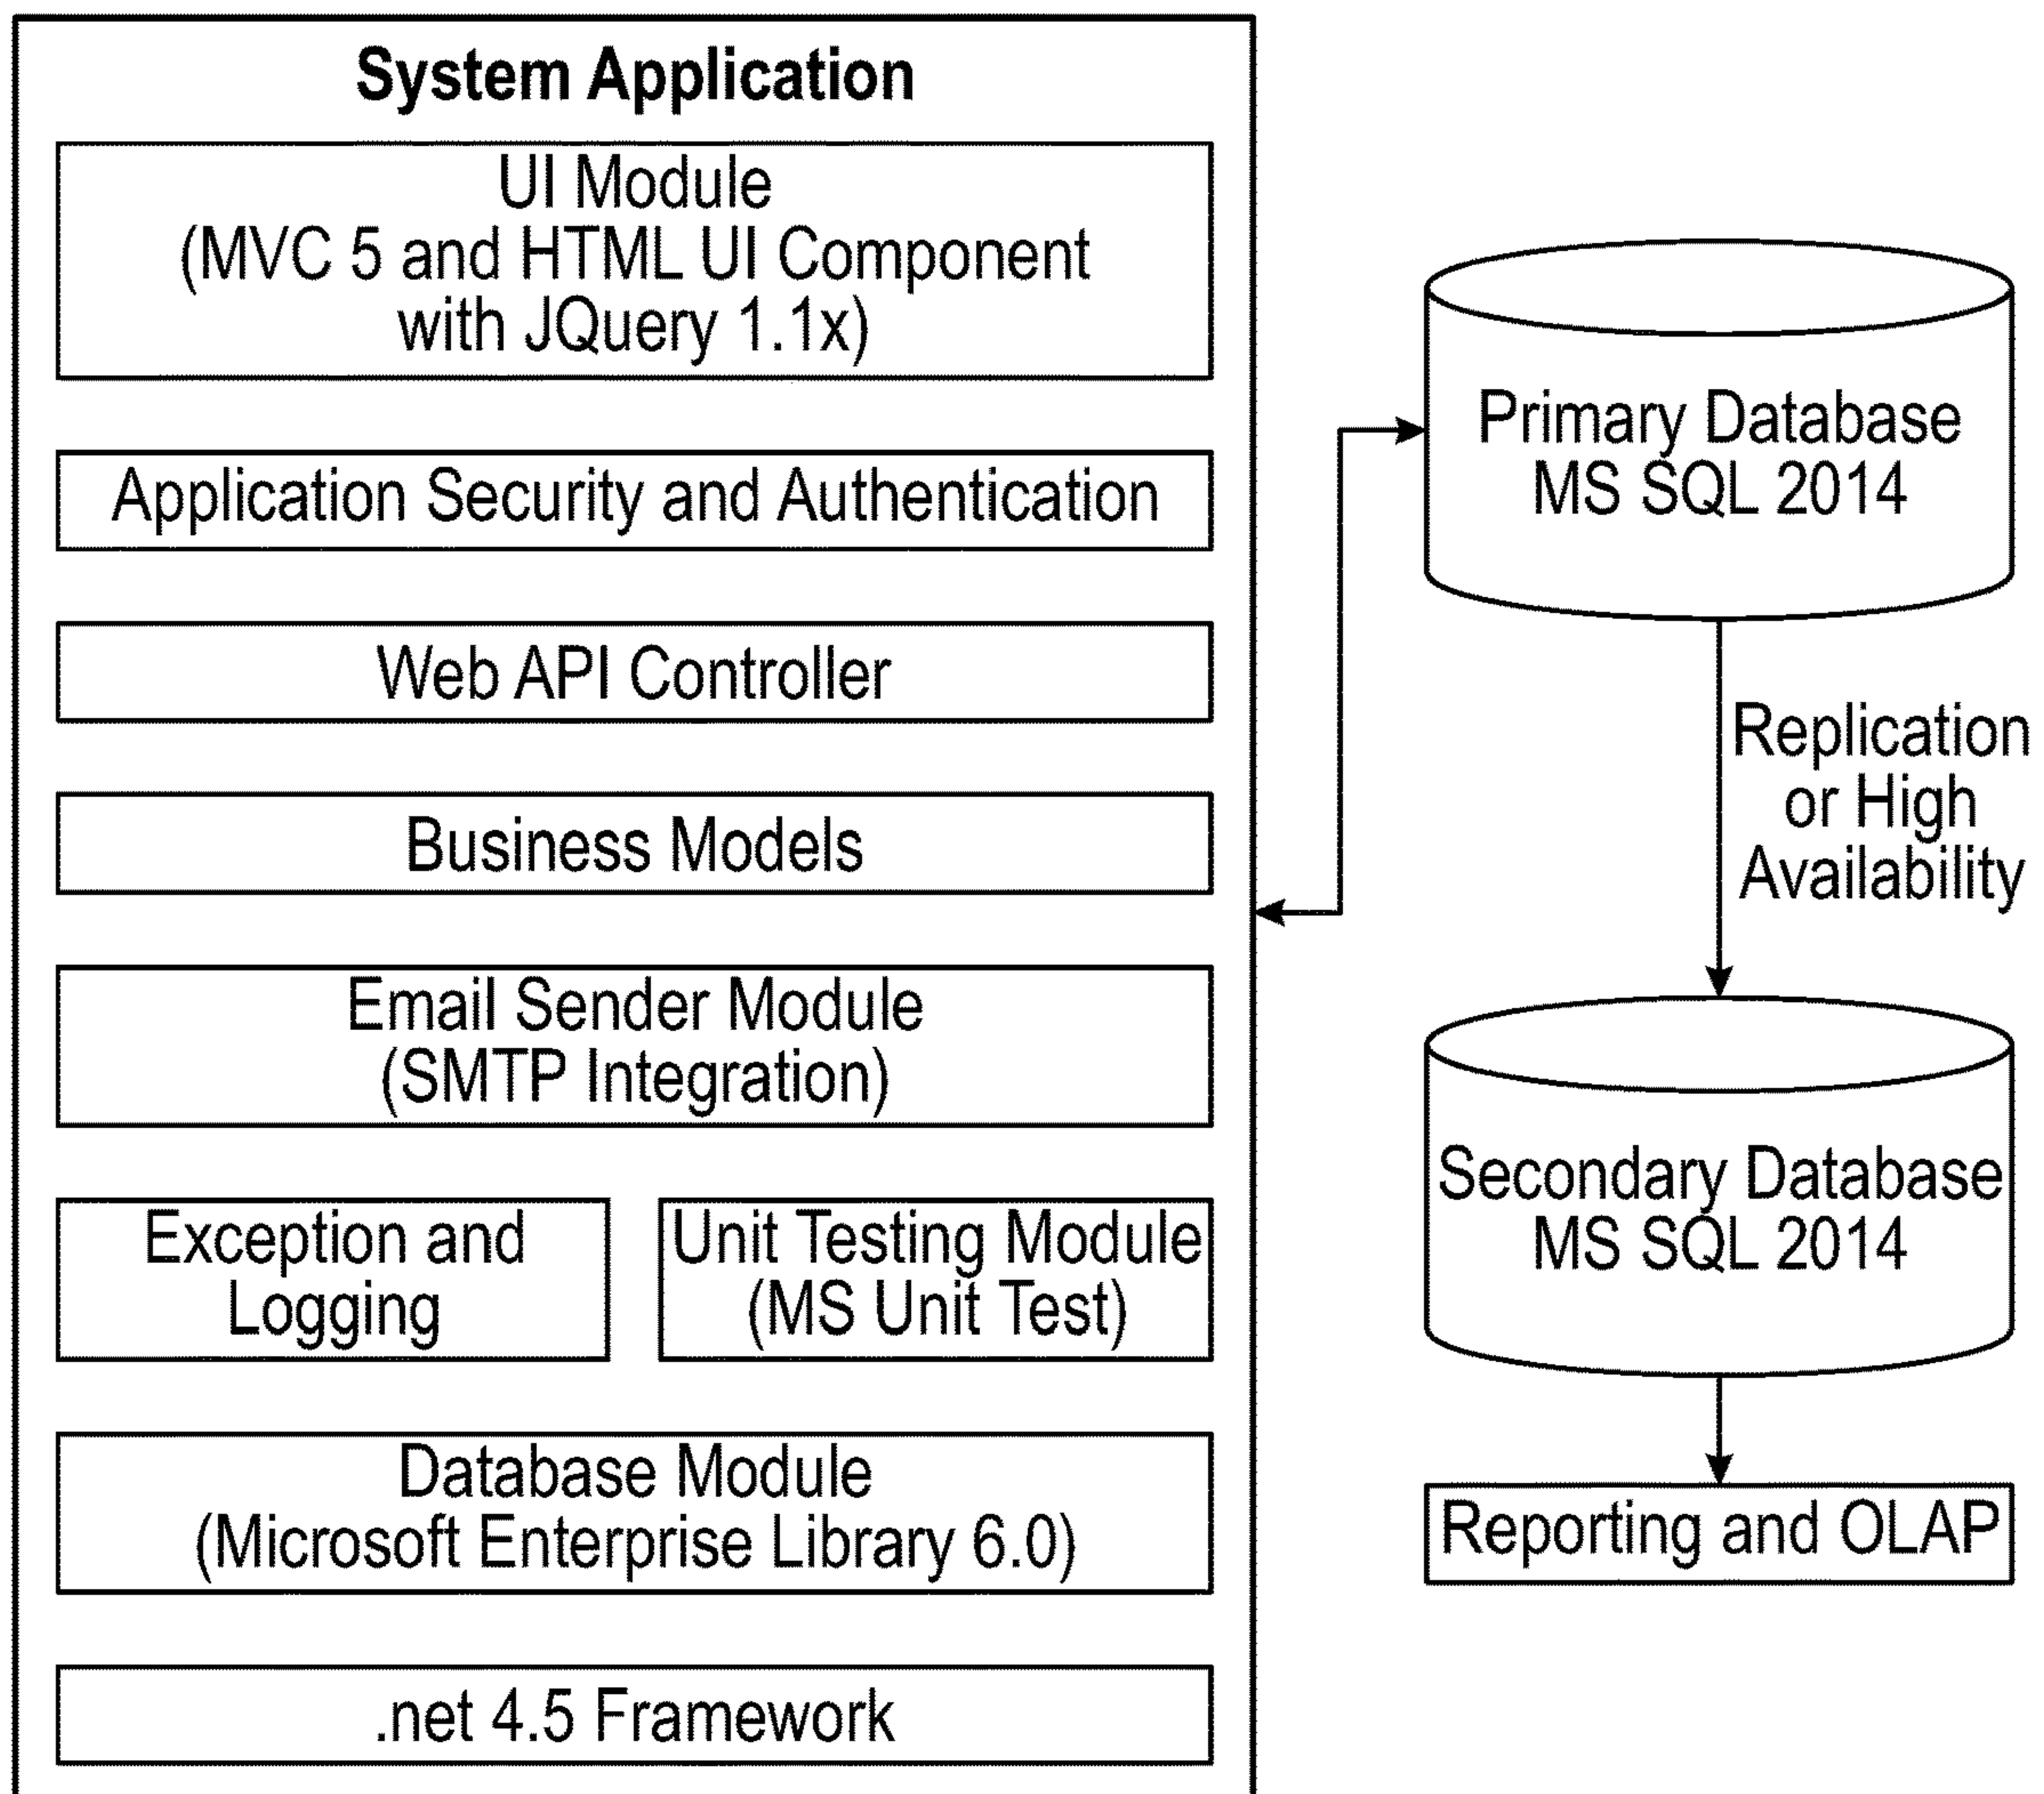 System Application
UI Module
(MVC 5 and HTML UI Component
with JQuery 1.1x)
Application Security and Authentication
Web API Controller
Business Models
Email Sender Module
(SMTP Integration)
Exception and
Logging
Unit Testing Module
(MS Unit Test)
Database Module
(Microsoft Enterprise Library 6.0)
.net 4.5 Framework
Primary Database
MS SQL 2014
Replication
or High
Availability
Secondary Database
MS SQL 2014
Reporting and OLAP